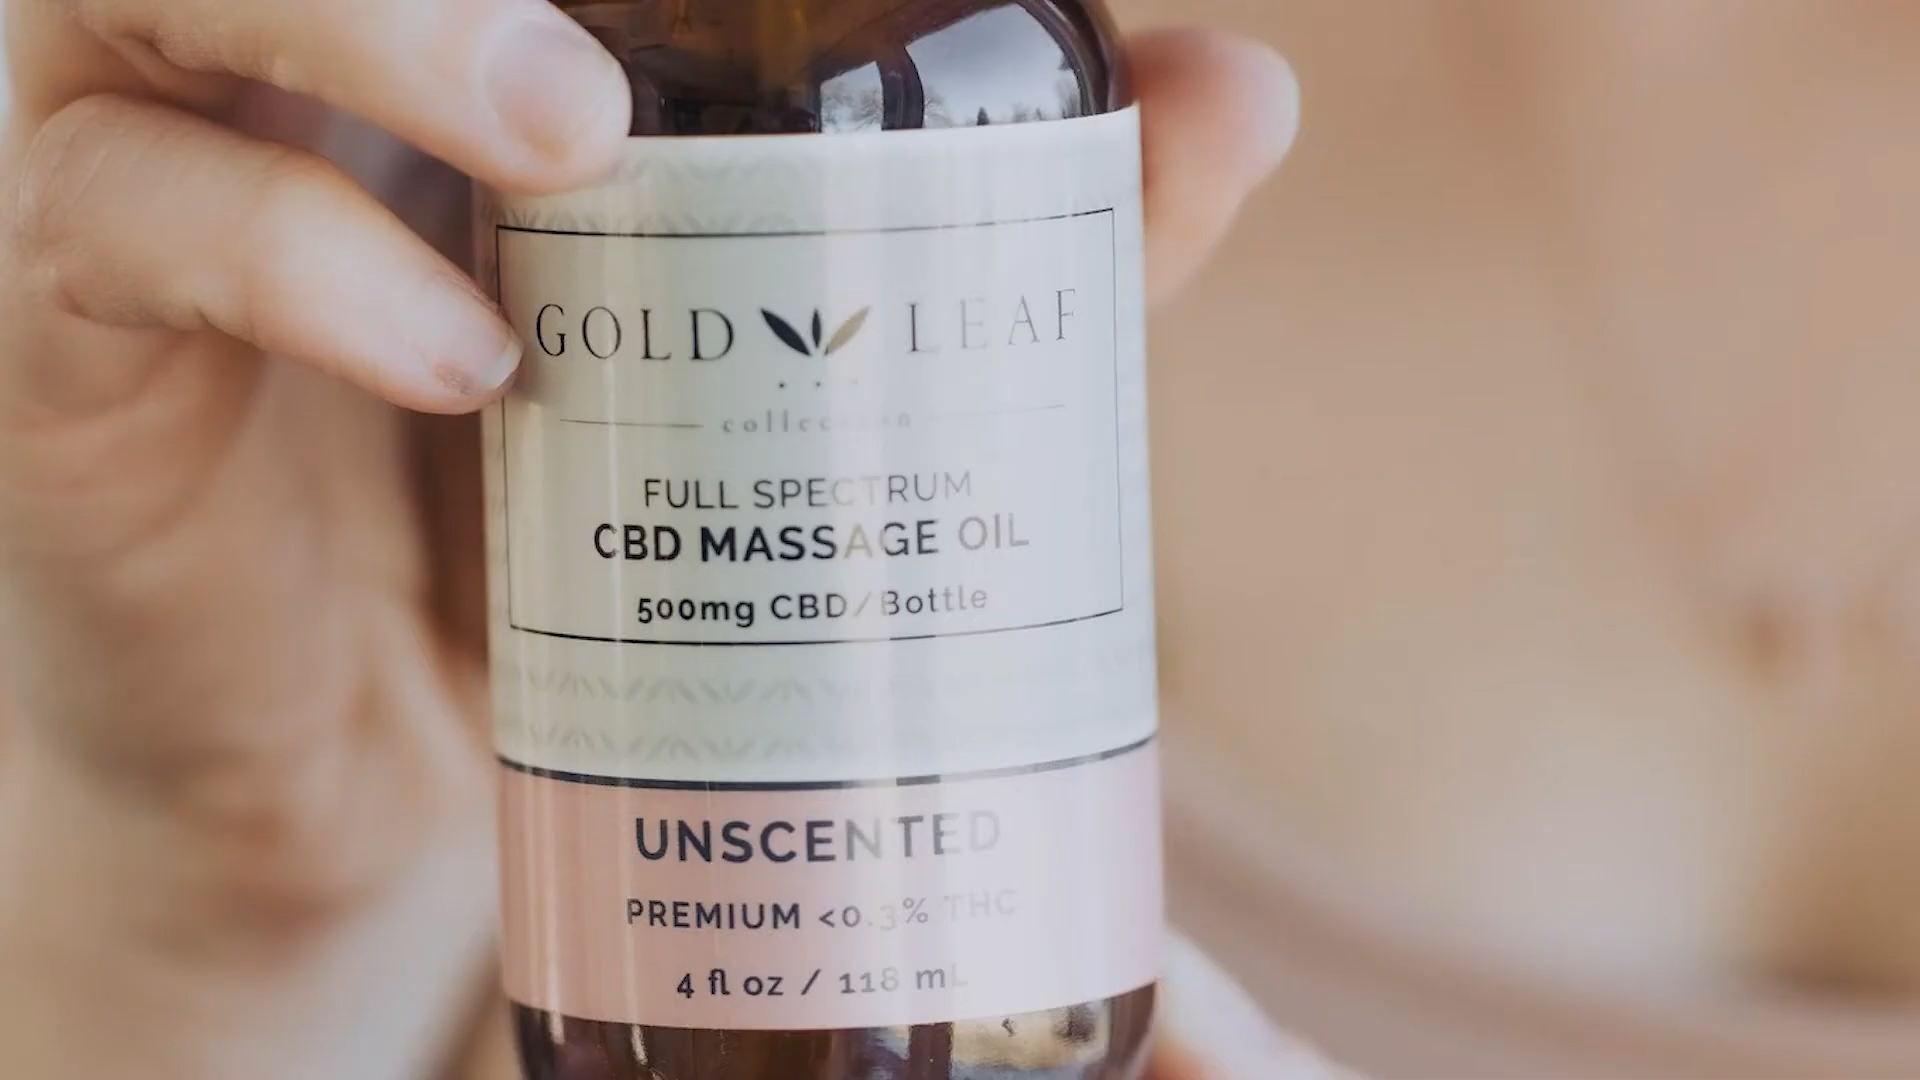 GOLD LEAF
collection
FULL SPECTRUM
CBD MASSAGE OIL
500mg CBD/Bottle
UNSCENTED
PREMIUM <0.3% THC
4 fl oz / 118 mL